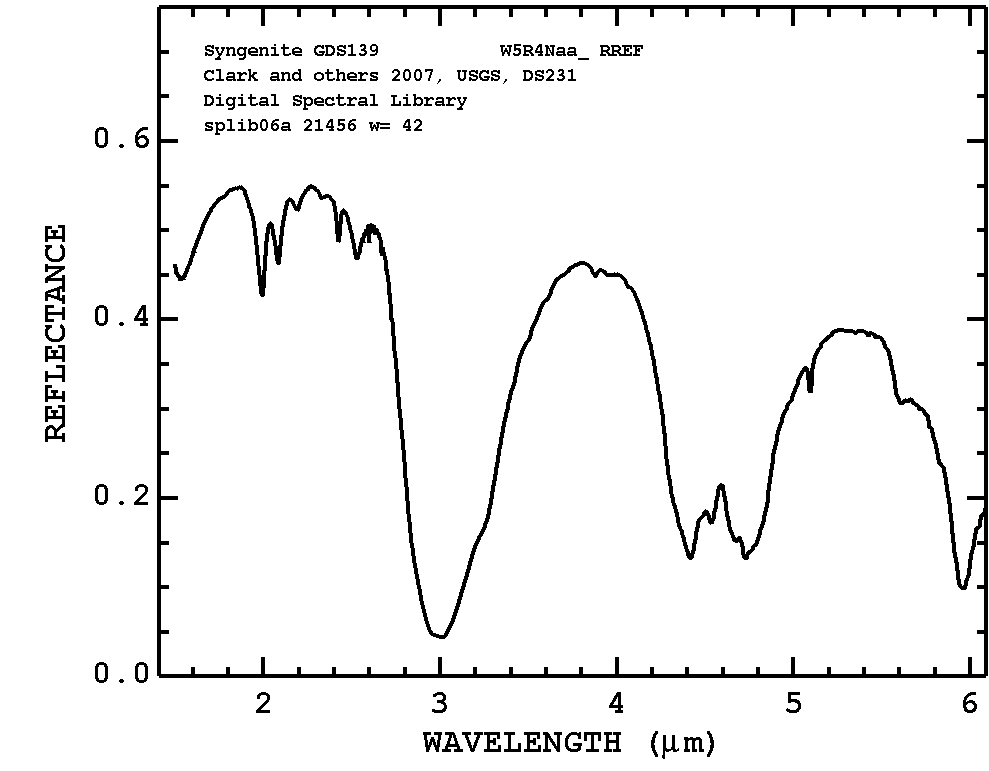 Syngenite GDS139 W5R4Naa_ RREF
Clark and others 2007, USGS, DS231
Digital Spectral Library
splib06a 21456 w= 42
0.6
0.4
0.2
0.0
REFLECTANCE
2 3 4 5 6
WAVELENGTH (μm)